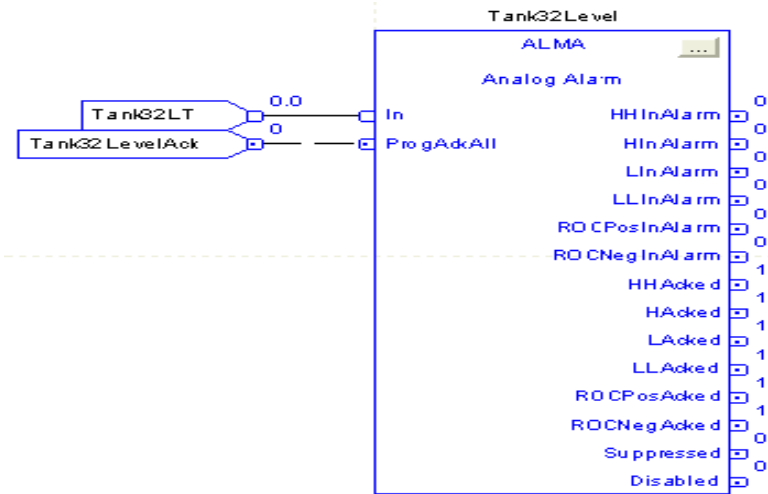 Tank32Level
ALMA
...
Analog Alarm
0
Tank32LT 0.0 In HHInAlarm
0
Tank32LevelAck 0 ProgAckAll HInAlarm
0
LInAlarm
0
LLInAlarm
0
ROCPosInAlarm
0
ROCNegInAlarm
1
HHAcked
1
HAcked
1
LAcked
1
LLAcked
1
ROCPosAcked
1
ROCNegAcked
0
Suppressed
0
Disabled